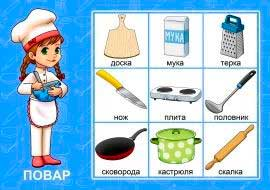 МУКА
доска мука терка
нож плита половник
сковорода кастрюля скалка
ПОВАР